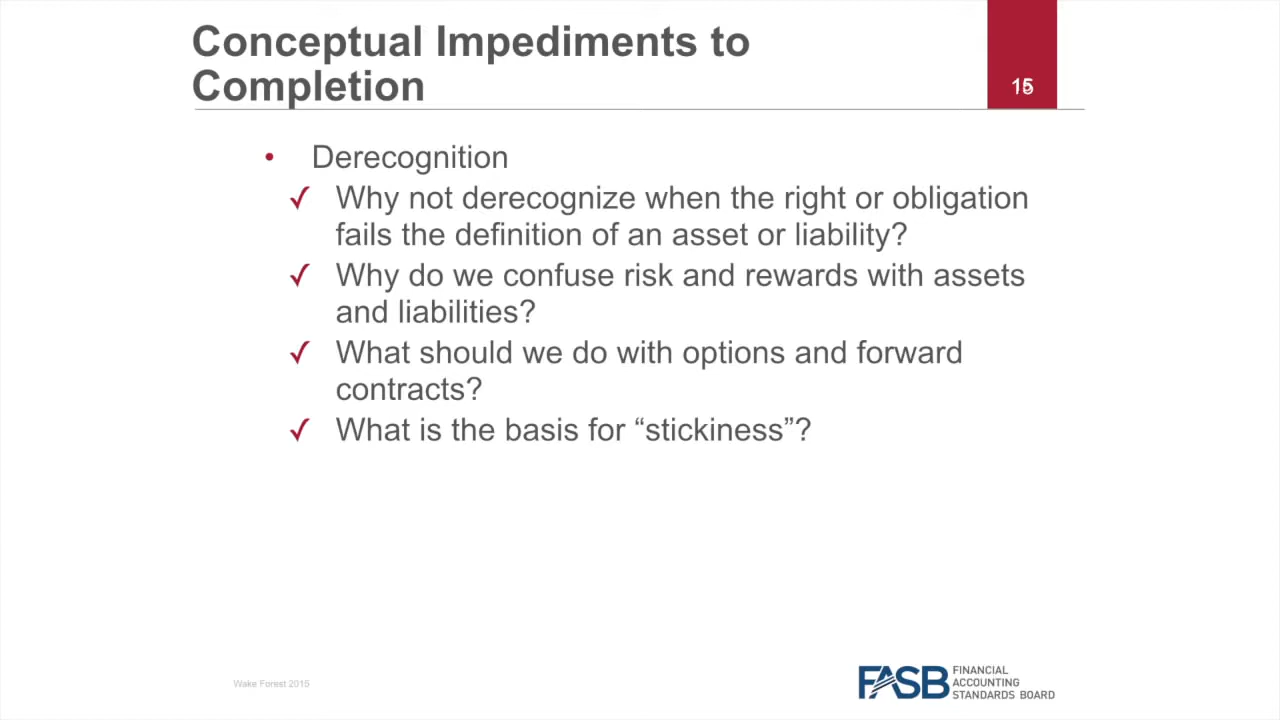 Conceptual Impediments to
Completion
• Derecognition
✓ Why not derecognize when the right or obligation
fails the definition of an asset or liability?
✓ Why do we confuse risk and rewards with assets
and liabilities?
✓ What should we do with options and forward
contracts?
✓ What is the basis for “stickiness”?
Wake Forest 2015
FASB
FINANCIAL
ACCOUNTING
STANDARDS BOARD